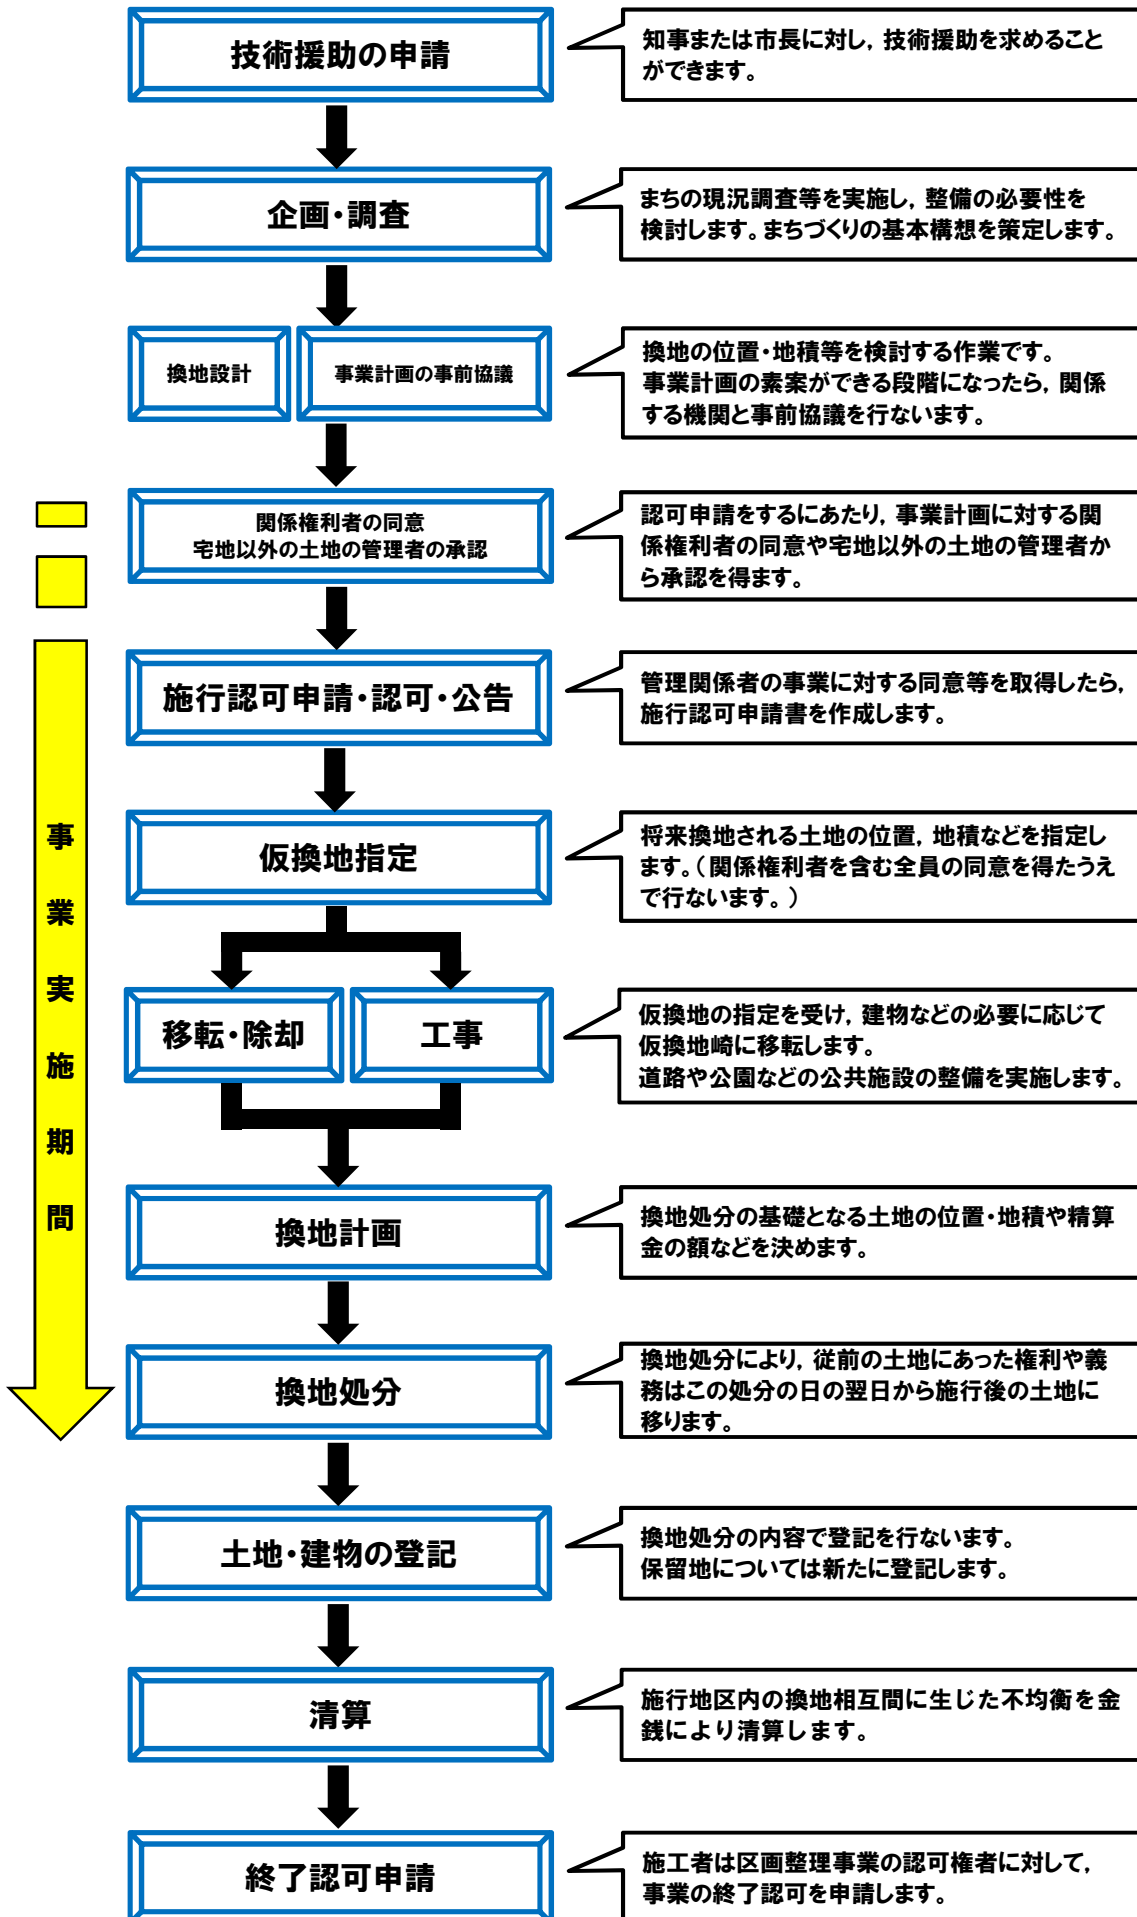 技術援助の申請
知事または市長に対し，技術援助を求めること
ができます。
企画・調査
まちの現況調査等を実施し，整備の必要性を
検討します。まちづくりの基本構想を策定します。
換地設計
事業計画の事前協議
換地の位置・地積等を検討する作業です。
事業計画の素案ができる段階になったら，関係
する機関と事前協議を行ないます。
関係権利者の同意
宅地以外の土地の管理者の承認
認可申請をするにあたり，事業計画に対する関
係権利者の同意や宅地以外の土地の管理者か
ら承認を得ます。
施行認可申請・認可・公告
管理関係者の事業に対する同意等を取得したら，
施行認可申請書を作成します。
事業実施期間
仮換地指定
将来換地される土地の位置，地積などを指定し
ます。（関係権利者を含む全員の同意を得たうえ
で行ないます。）
移転・除却
工事
仮換地の指定を受け，建物などの必要に応じて
仮換地崎に移転します。
道路や公園などの公共施設の整備を実施します。
換地計画
換地処分の基礎となる土地の位置・地積や精算
金の額などを決めます。
換地処分
換地処分により，従前の土地にあった権利や義
務はこの処分の日の翌日から施行後の土地に
移ります。
土地・建物の登記
換地処分の内容で登記を行ないます。
保留地については新たに登記します。
清算
施行地区内の換地相互間に生じた不均衡を金
銭により清算します。
終了認可申請
施工者は区画整理事業の認可権者に対して，
事業の終了認可を申請します。